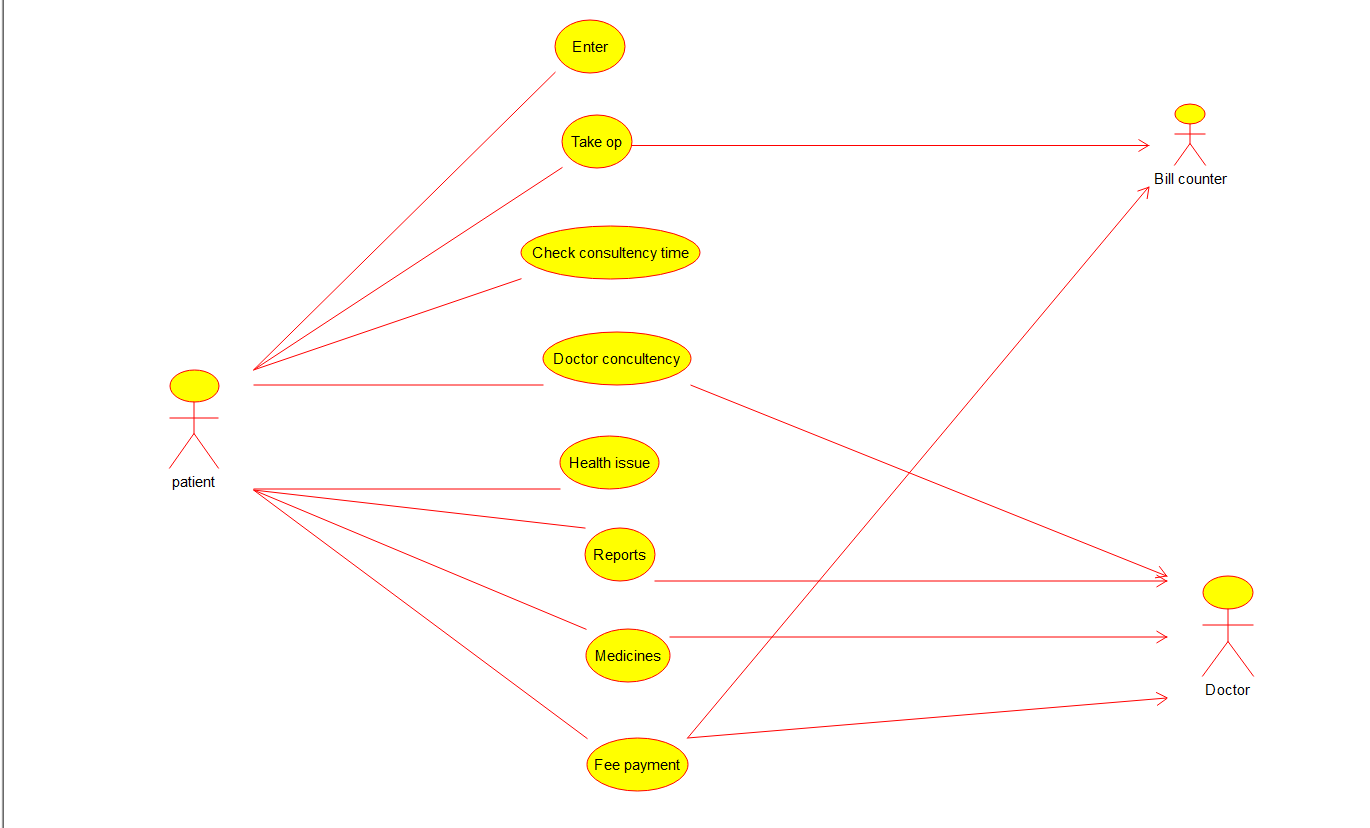 Enter
Take op
Bill counter
Check consultency time
Doctor concultency
Health issue
patient
Reports
Medicines
Doctor
Fee payment